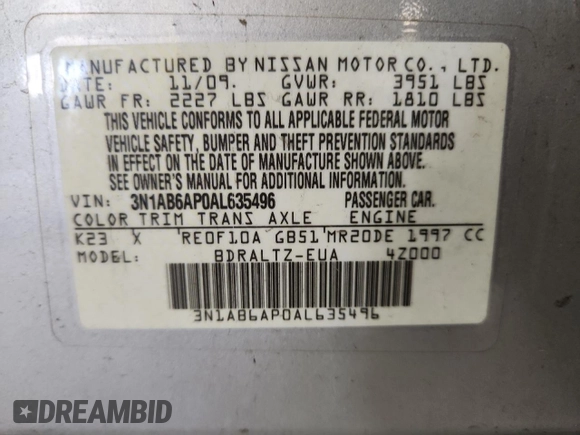 MANUFACTURED BY NISSAN MOTOR CO., LTD.
DATE: 11/09. GVWR: 3951 LBS
GAWR FR: 2227 LBS GAWR RR: 1810 LBS
THIS VEHICLE CONFORMS TO ALL APPLICABLE FEDERAL MOTOR
VEHICLE SAFETY, BUMPER AND THEFT PREVENTION STANDARDS
IN EFFECT ON THE DATE OF MANUFACTURE SHOWN ABOVE.
SEE OWNER'S MANUAL FOR ADDITIONAL INFORMATION.
VIN: 3N1AB6AP0AL635496 PASSENGER CAR.
COLOR TRIM TRANS AXLE ENGINE
K23 X RE0F10A GB51 MR20DE 1997 CC
MODEL: BDRALTZ-EUA 4Z000
3N1AB6AP0AL635496
DREAMBID